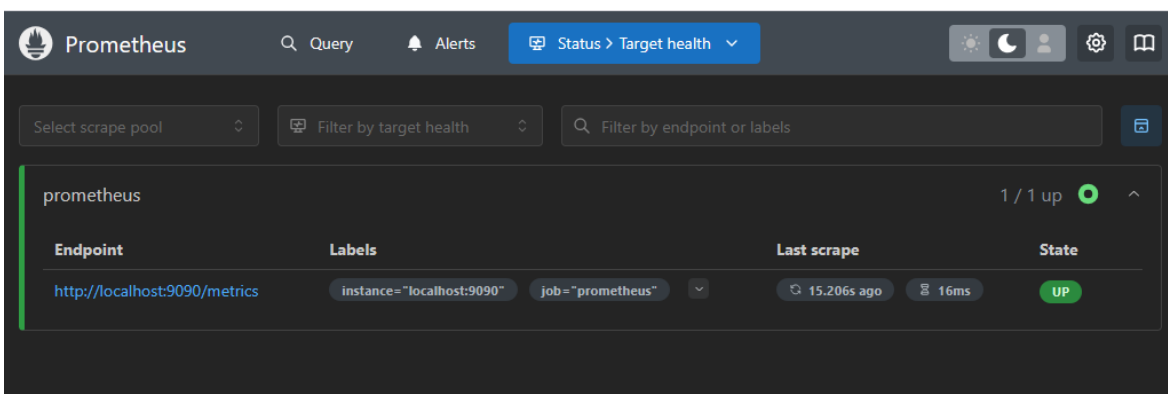 Prometheus Query Alerts Status > Target health
Select scrape pool Filter by target health Filter by endpoint or labels
prometheus 1 / 1 up
Endpoint Labels Last scrape State
http://localhost:9090/metrics instance="localhost:9090" job="prometheus" 15.206s ago 16ms UP